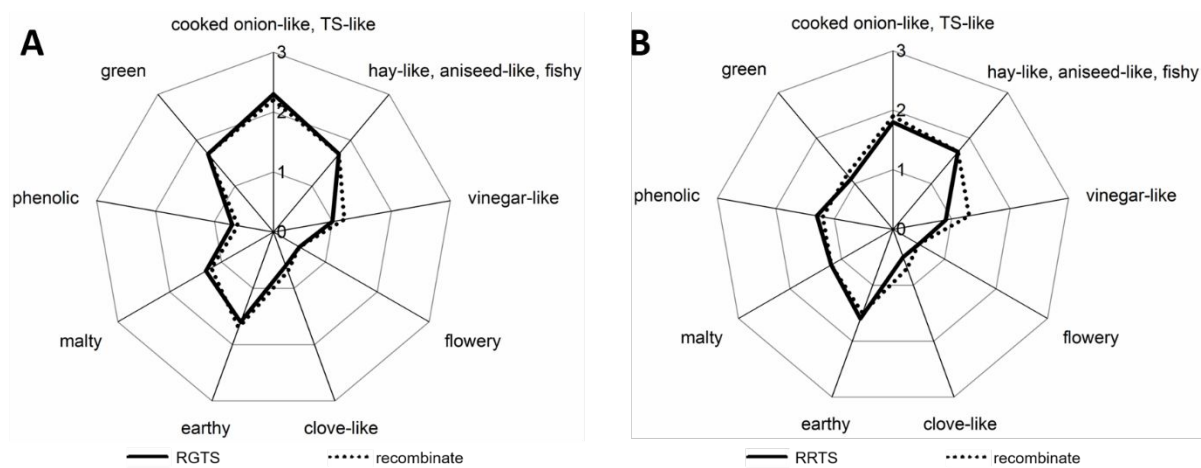 A
cooked onion-like, TS-like
green
hay-like, aniseed-like, fishy
phenolic
vinegar-like
malty
flowery
earthy
clove-like
3
2
1
0
RGTS
recombinate
B
cooked onion-like, TS-like
green
hay-like, aniseed-like, fishy
phenolic
vinegar-like
malty
flowery
earthy
clove-like
3
2
1
0
RRTS
recombinate